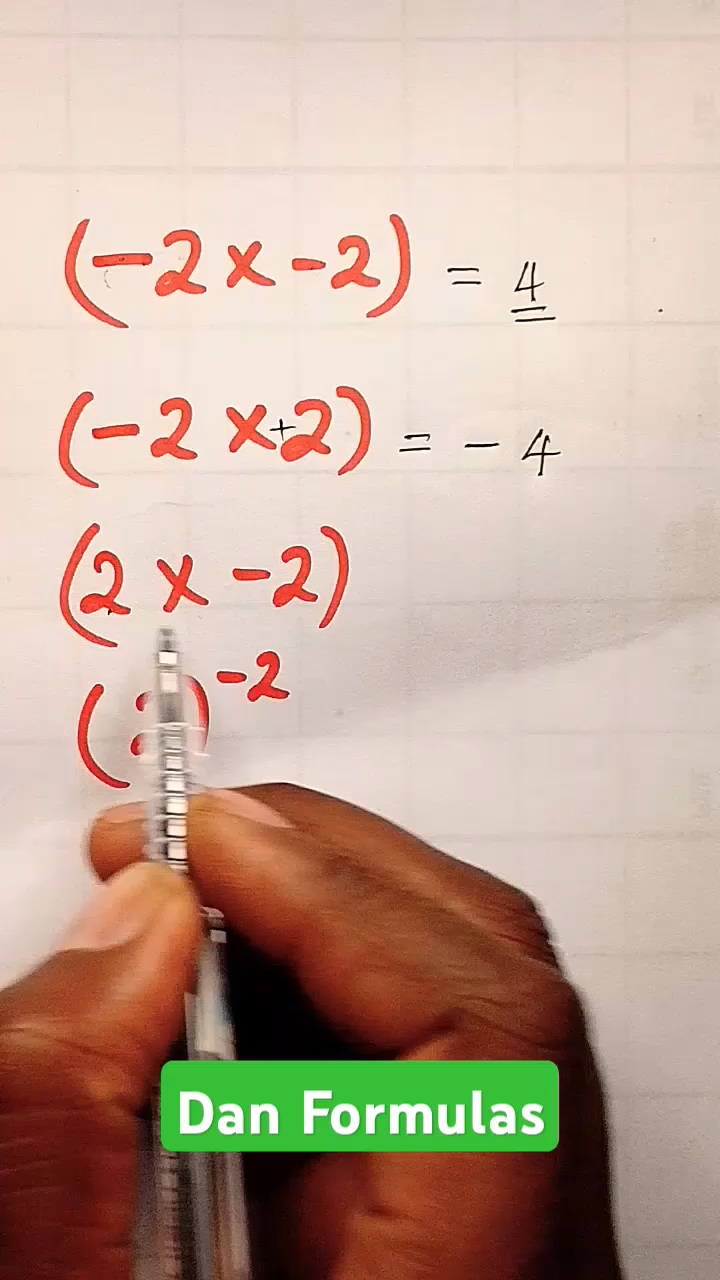 (-2 x -2) = 4
(-2 x +2) = -4
(2 x -2)
( )⁻²
Dan Formulas